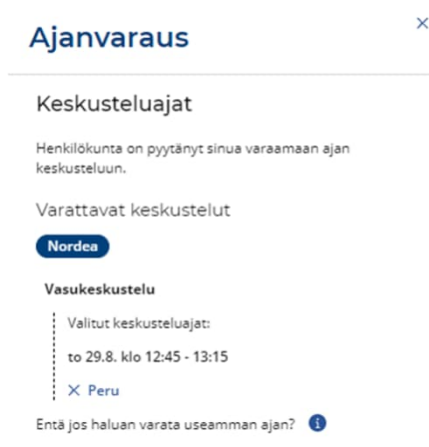 Ajanvaraus
Keskusteluajat
Henkilökunta on pyytänyt sinua varaamaan ajan
keskusteluun.
Varattavat keskustelut
Nordea
Vasukeskustelu
Valitut keskusteluajat:
to 29.8. klo 12:45 - 13:15
× Peru
Entä jos haluan varata useamman ajan?